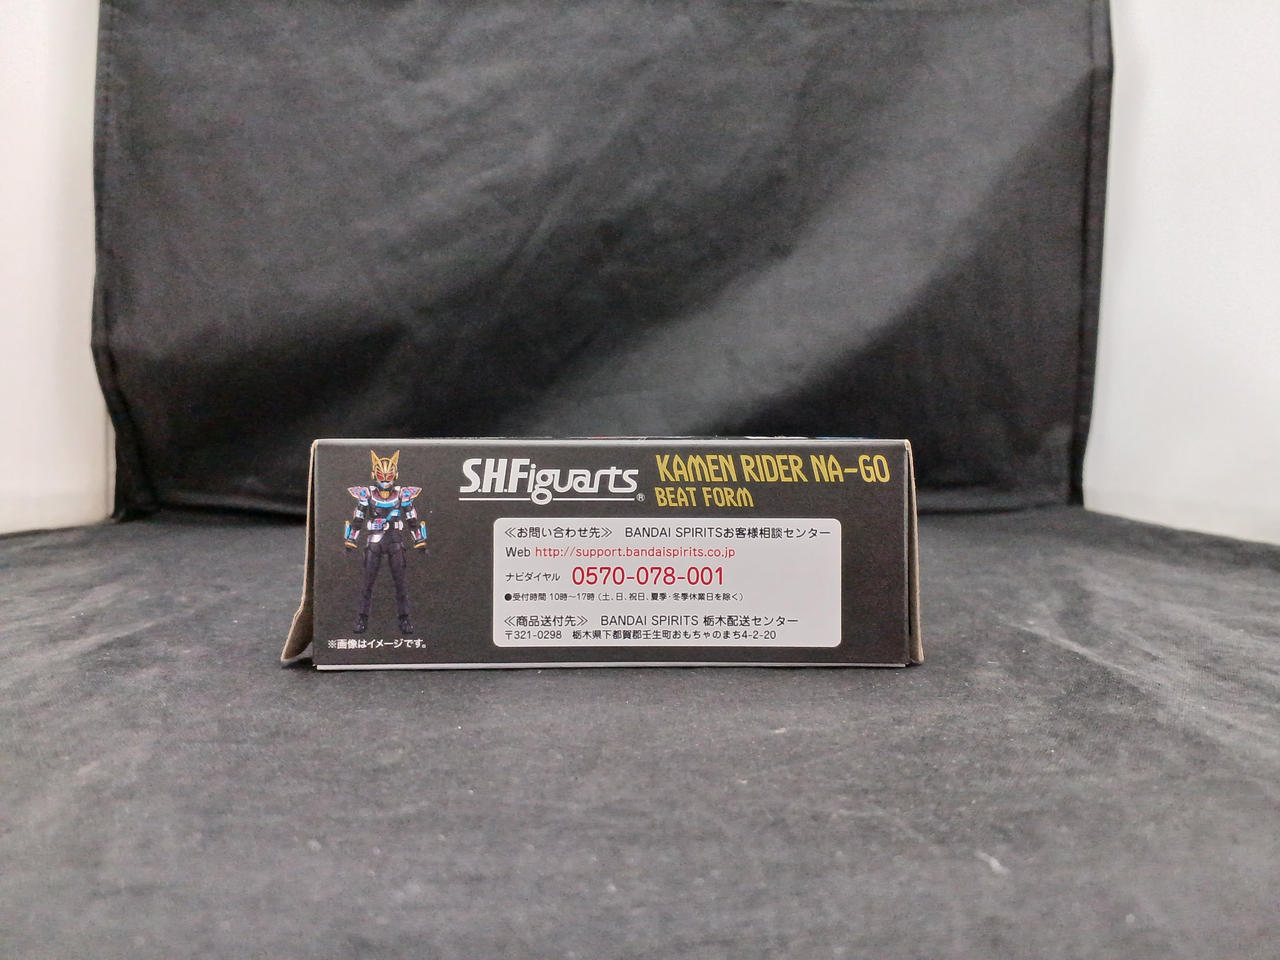 S.H.Figuarts®
KAMEN RIDER NA-GO
BEAT FORM
≪お問い合わせ先≫ BANDAI SPIRITSお客様相談センター
Web http://support.bandaispirits.co.jp
ナビダイヤル 0570-078-001
●受付時間 10時〜17時(土、日、祝日、夏季・冬季休業日を除く)
≪商品送付先≫ BANDAI SPIRITS 栃木配送センター
〒321-0298 栃木県下都賀郡壬生町おもちゃのまち4-2-20
※画像はイメージです。